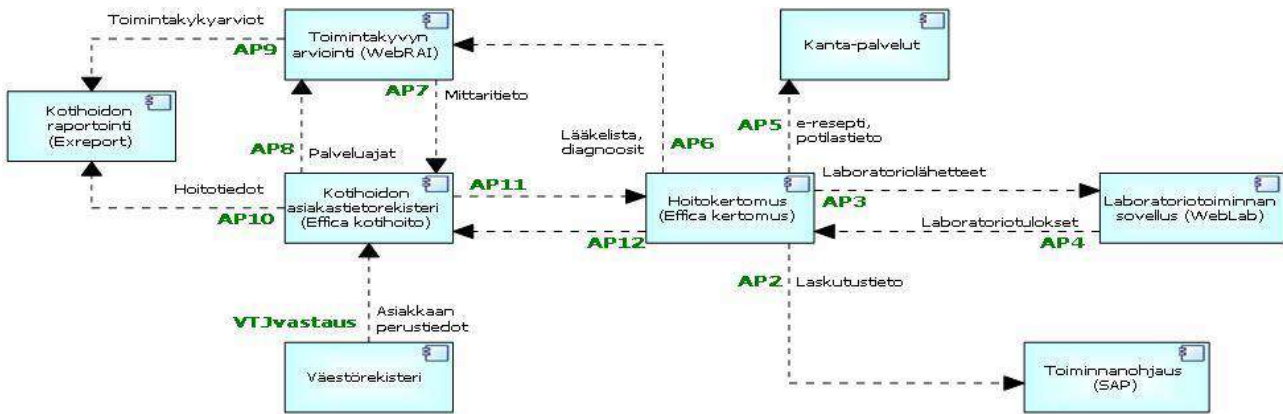 Toimintakykyarviot
AP9
Toimintakyvyn
arviointi (WebRAI)
Kanta-palvelut
Kotihoidon
raportointi
(Exreport)
AP7
Mittaritieto
AP8
Palveluajat
Lääkelista,
diagnoosit
AP6
AP5
e-resepti,
potilastieto
Hoitotiedot
AP10
Kotihoidon
asiakastietorekisteri
(Effica kotihoito)
AP11
AP12
Hoitokertomus
(Effica kertomus)
Laboratoriolähetteet
AP3
Laboratoriotulokset
AP4
Laboratoriotoiminnan
sovellus (WebLab)
AP2
Laskutustieto
VTJvastaus
Asiakkaan
perustiedot
Väestörekisteri
Toiminnanohjaus
(SAP)